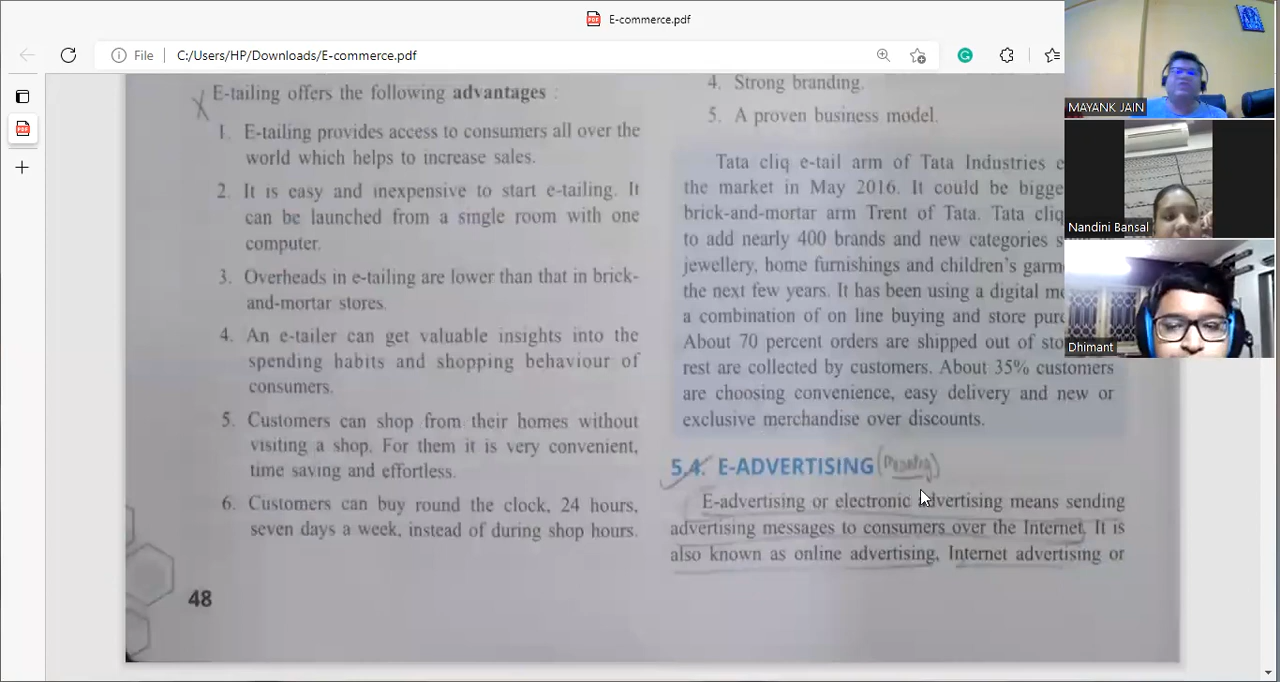 E-commerce.pdf
File
C:/Users/HP/Downloads/E-commerce.pdf
E-tailing offers the following advantages :
1. E-tailing provides access to consumers all over the
world which helps to increase sales.
2. It is easy and inexpensive to start e-tailing. It
can be launched from a single room with one
computer.
3. Overheads in e-tailing are lower than that in brick-
and-mortar stores.
4. An e-tailer can get valuable insights into the
spending habits and shopping behaviour of
consumers.
5. Customers can shop from their homes without
visiting a shop. For them it is very convenient,
time saving and effortless.
6. Customers can buy round the clock, 24 hours,
seven days a week, instead of during shop hours.
48
4. Strong branding.
5. A proven business model.
Tata cliq e-tail arm of Tata Industries
the market in May 2016. It could be
brick-and-mortar arm Trent of Tata. Tata
to add nearly 400 brands and new categories
jewellery, home furnishings and children's
the next few years. It has been using a digital
a combination of on line buying and store
About 70 percent orders are shipped out of
rest are collected by customers. About 35% customers
are choosing convenience, easy delivery and new or
exclusive merchandise over discounts.
5.4. E-ADVERTISING (Meaning)
E-advertising or electronic advertising means sending
advertising messages to consumers over the Internet. It is
also known as online advertising, Internet advertising or
MAYANK JAIN
Nandini Bansal
Dhimant